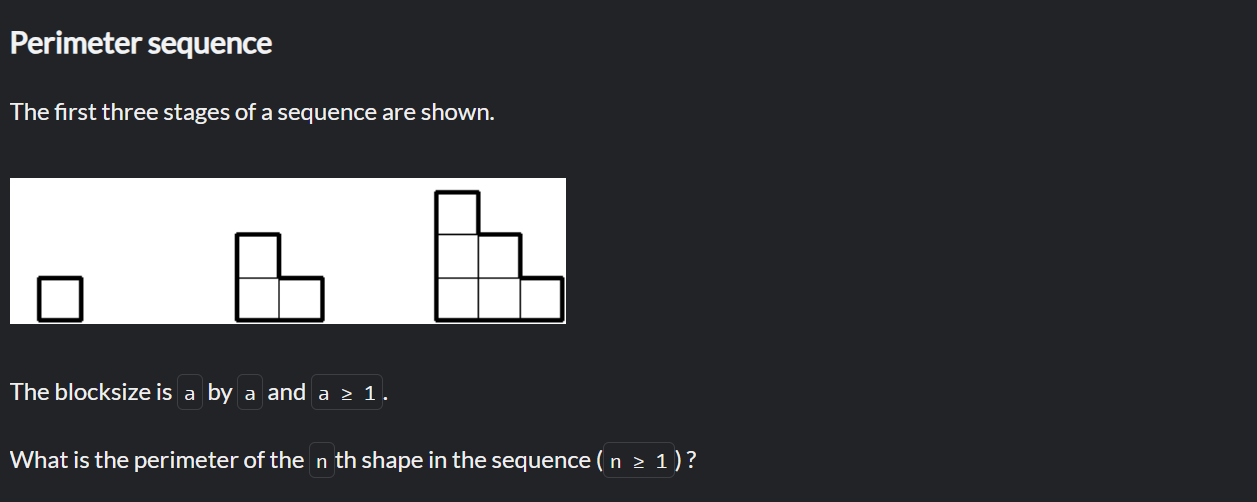 Perimeter sequence
The first three stages of a sequence are shown.
The blocksize is a by a and a ≥ 1.
What is the perimeter of the nth shape in the sequence (n ≥ 1)?